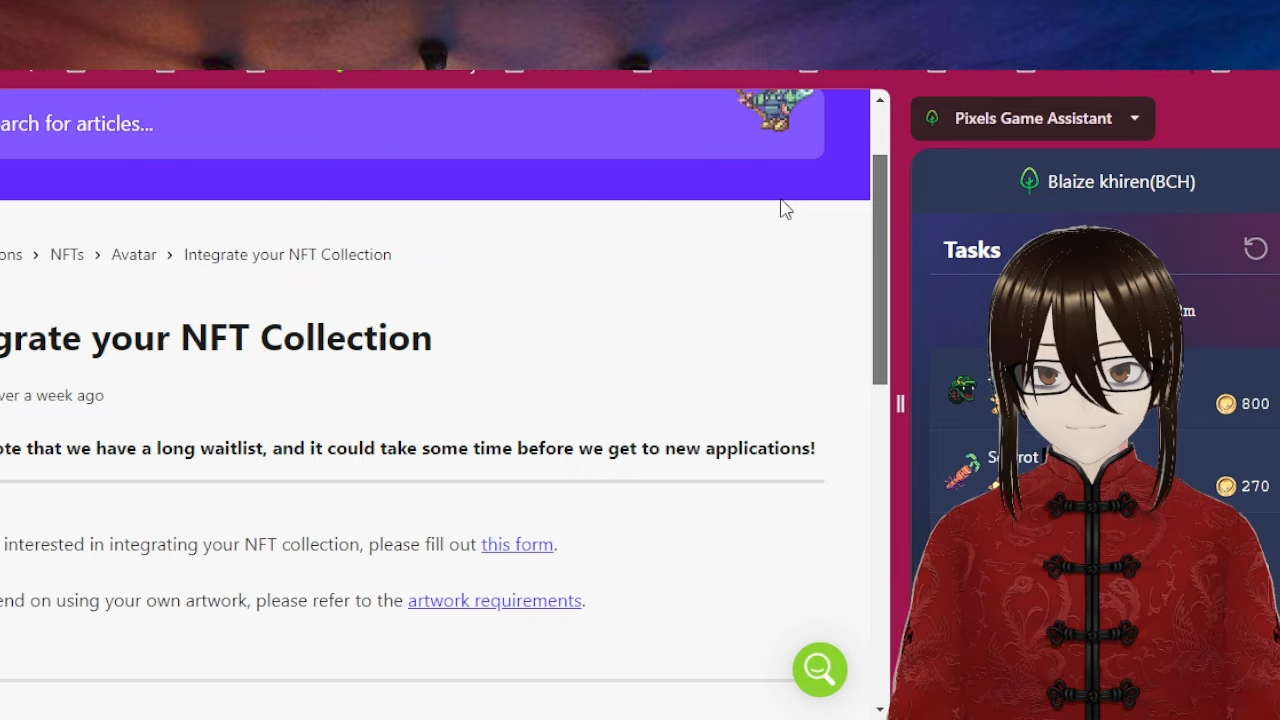 arch for articles...
Pixels Game Assistant
Blaize khiren(BCH)
ons > NFTs > Avatar > Integrate your NFT Collection
Tasks
grate your NFT Collection
ver a week ago
800
ote that we have a long waitlist, and it could take some time before we get to new applications!
270
interested in integrating your NFT collection, please fill out this form.
end on using your own artwork, please refer to the artwork requirements.